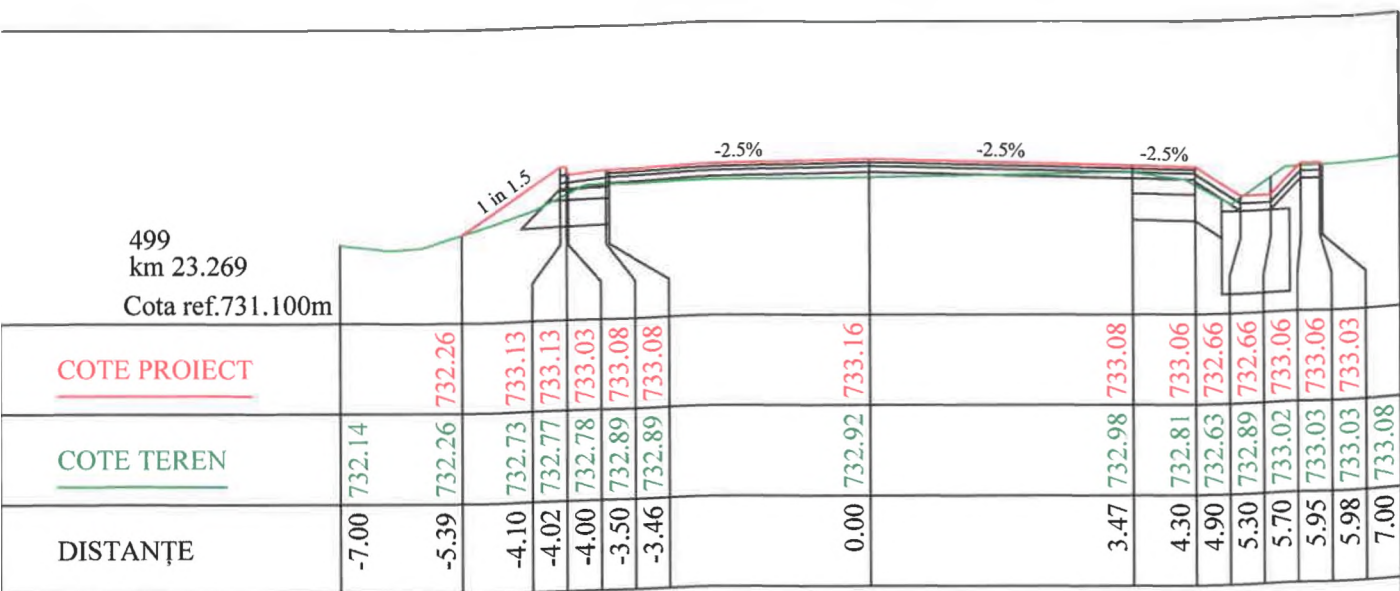 -2.5%
-2.5%
-2.5%
1 in 1.5
499
km 23.269
Cota ref.731.100m
COTE PROIECT 732.26 733.13 733.13 733.03 733.08 733.08 733.16 733.08 733.06 732.66 732.66 733.06 733.06 733.03
COTE TEREN 732.14 732.26 732.73 732.77 732.78 732.89 732.89 732.92 732.98 732.81 732.63 732.89 733.02 733.03 733.03 733.08
DISTANȚE -7.00 -5.39 -4.10 -4.02 -4.00 -3.50 -3.46 0.00 3.47 4.30 4.90 5.30 5.70 5.95 5.98 7.00